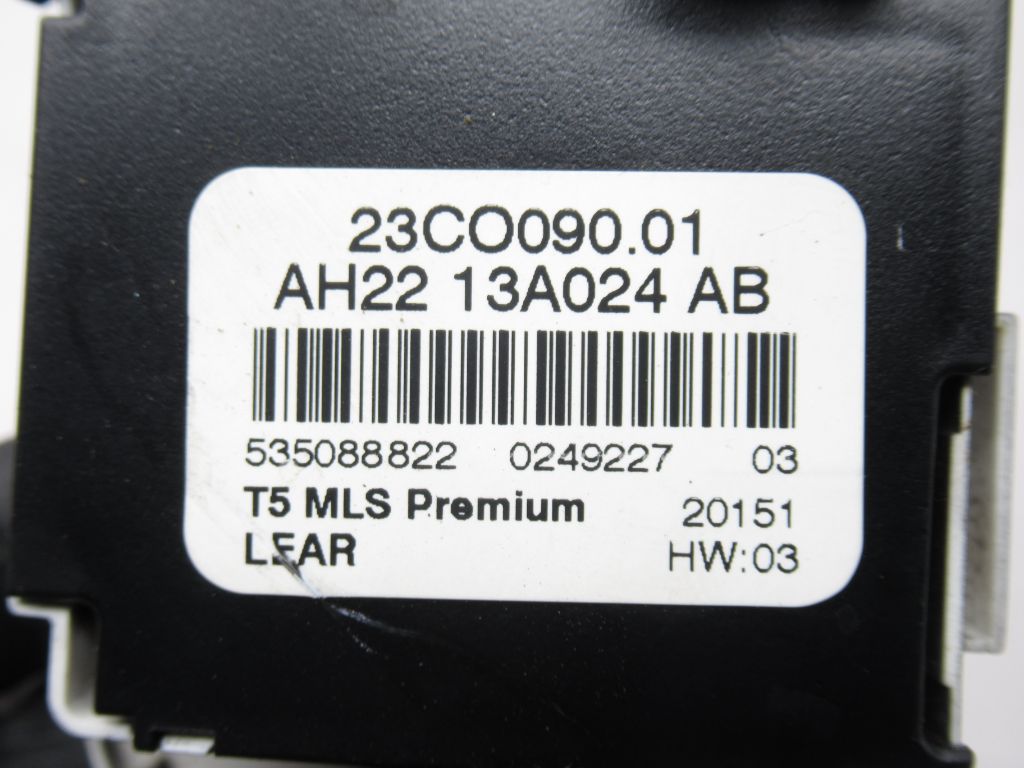 23CO090.01
AH22 13A024 AB
535088822 0249227 03
T5 MLS Premium 20151
LEAR HW:03